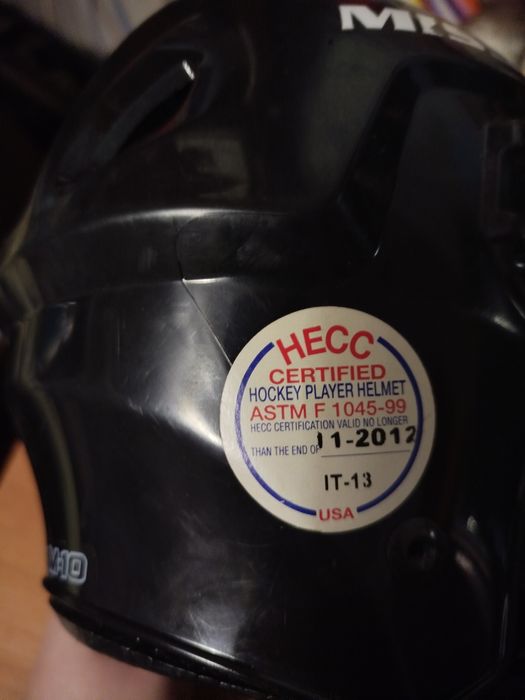 HECC
CERTIFIED
HOCKEY PLAYER HELMET
ASTM F 1045-99
HECC CERTIFICATION VALID NO LONGER
THAN THE END OF 11-2012
IT-13
USA